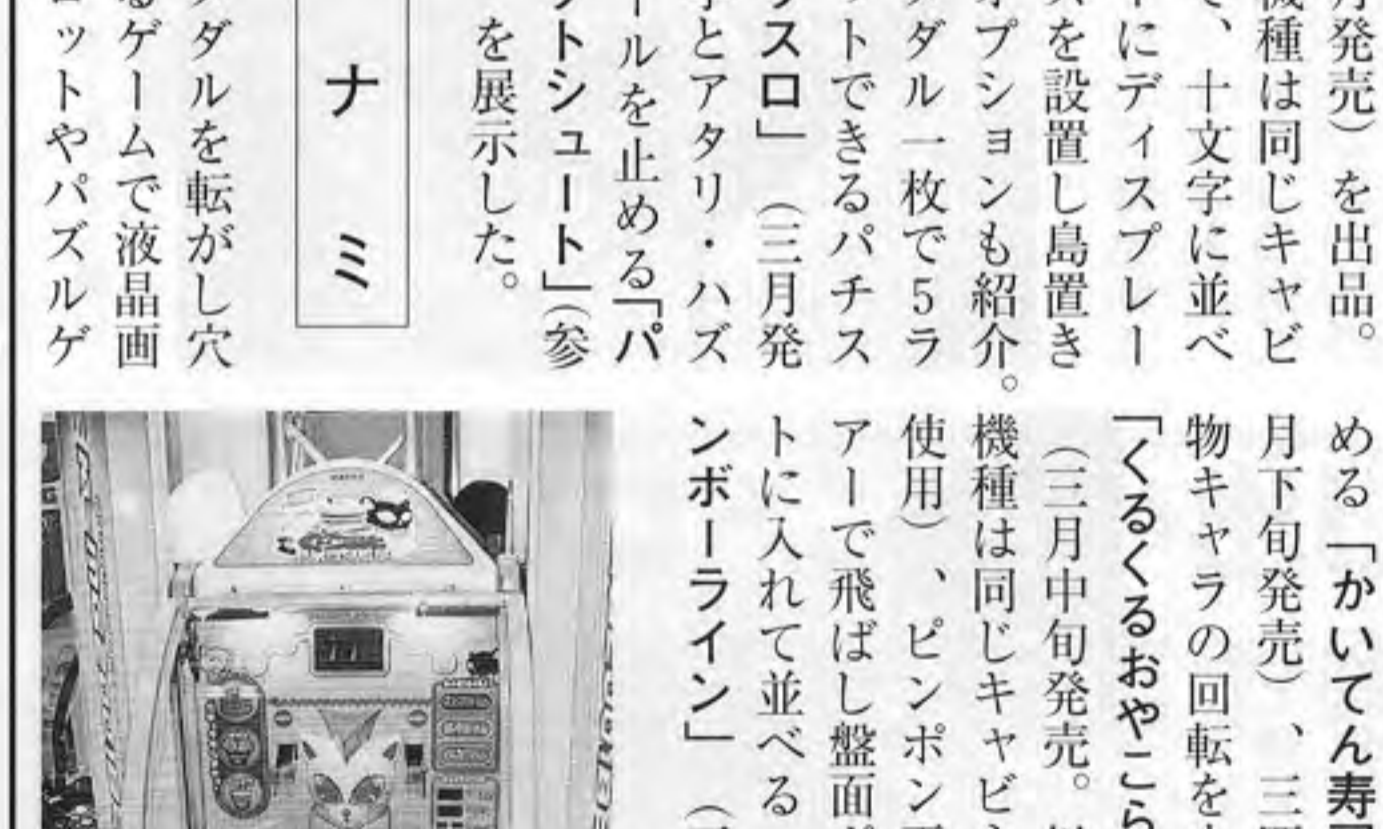 月発売）を出品。
機種は同じキャビ
で、十文字に並べ
にディスプレー
を設置し島置き
プションも紹介。
ダル一枚で5ラ
ットできるパチス
スロ」（三月発
とアタリ・ハズ
ールを止める「パ
トシュート」（参
を展示した。
ナミ
ダルを転がし穴
るゲームで液晶画
ロットやパズルゲ
める「かいてん寿
月下旬発売）、三
物キャラの回転を
「くるくるおやこ
（三月中旬発売。
機種は同じキャビ
使用）、ピンポン
アーで飛ばし盤面
トに入れて並べる
ンボーライン」（